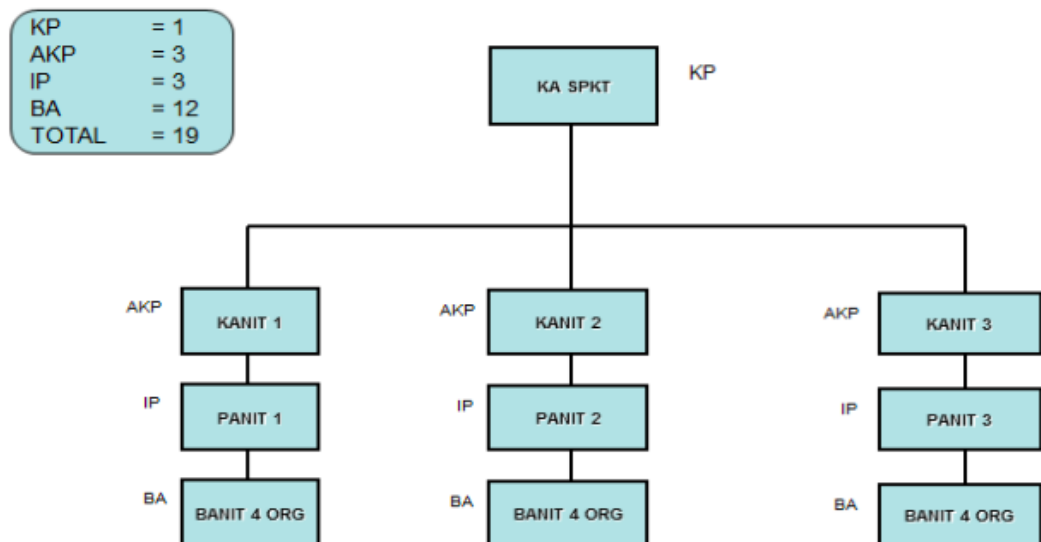 KP = 1
AKP = 3
IP = 3
BA = 12
TOTAL = 19
KA SPKT
KP
AKP
KANIT 1
AKP
KANIT 2
AKP
KANIT 3
IP
PANIT 1
IP
PANIT 2
IP
PANIT 3
BA
BANIT 4 ORG
BA
BANIT 4 ORG
BA
BANIT 4 ORG